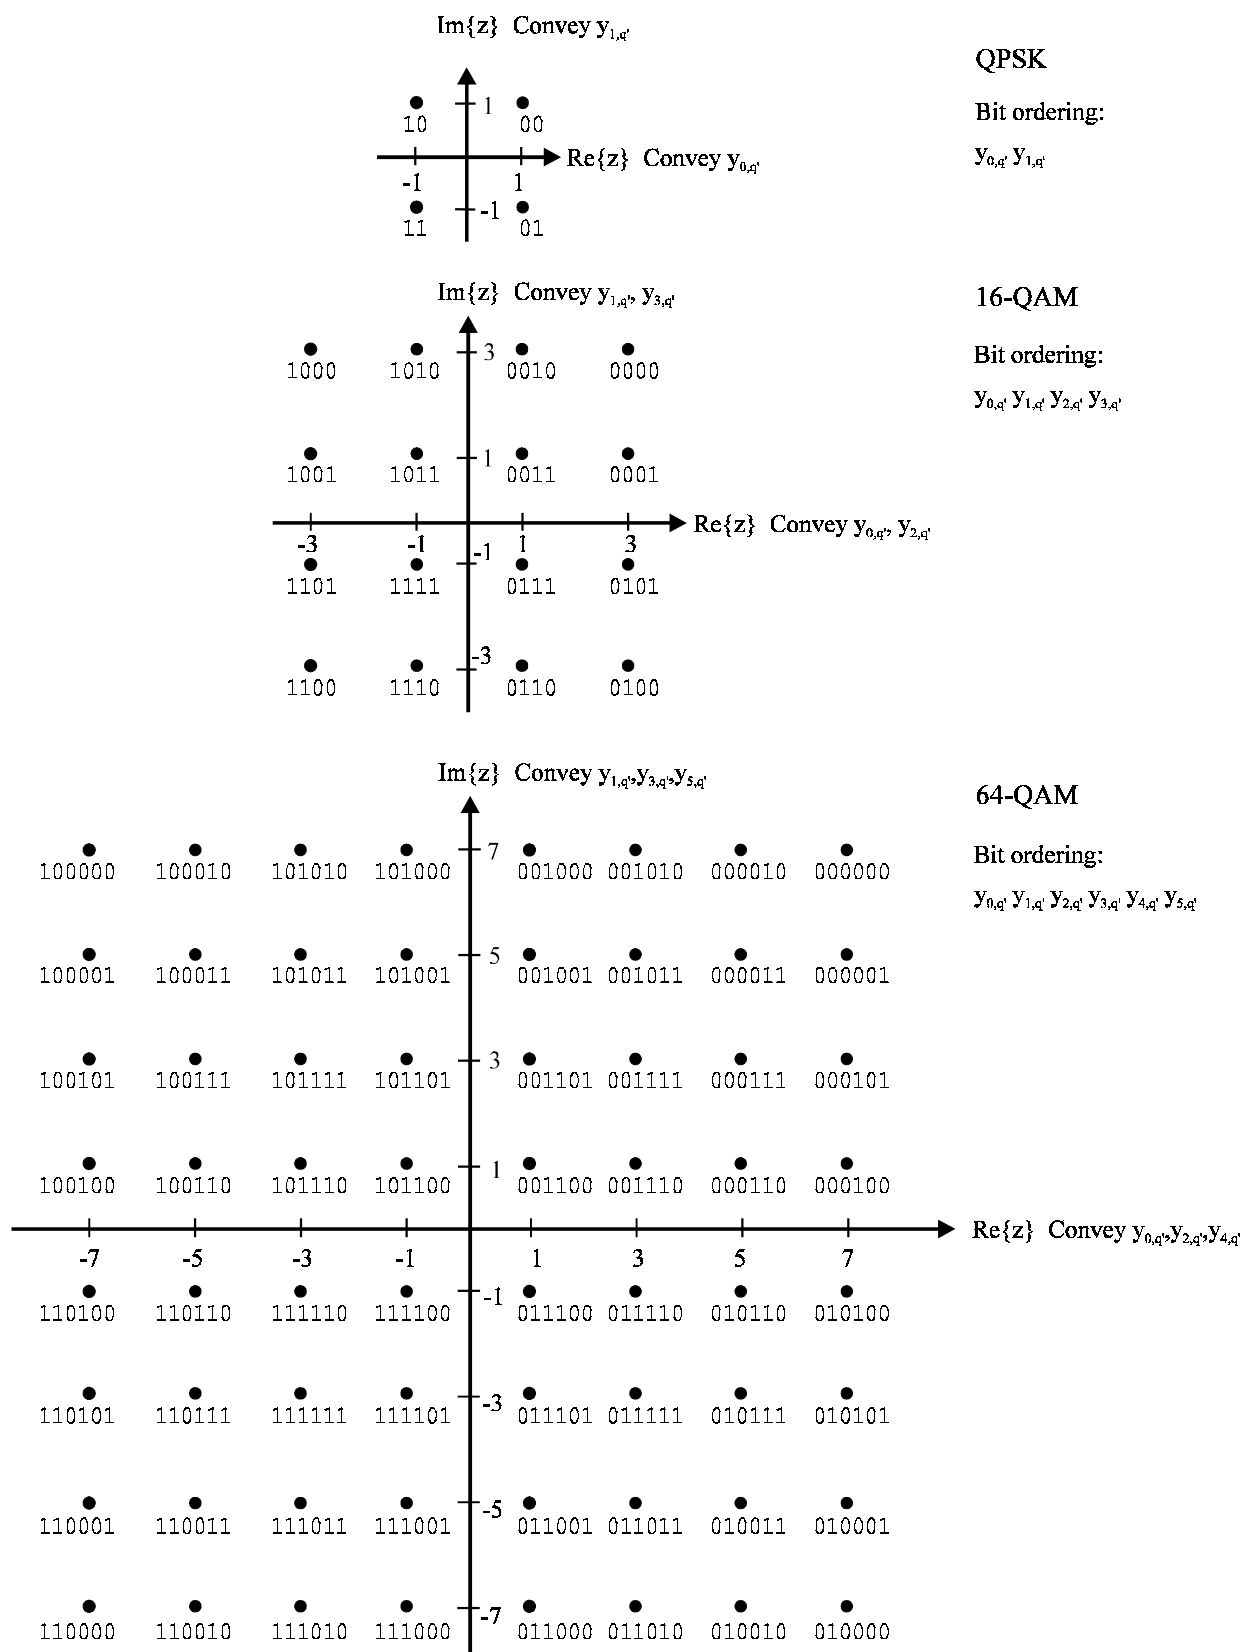 Im{z} Convey y1,q'
QPSK
Bit ordering:
y0,q' y1,q'
1
10 00
Re{z} Convey y0,q'
-1 1
-1
11 01
Im{z} Convey y1,q', y3,q'
16-QAM
Bit ordering:
y0,q' y1,q' y2,q' y3,q'
3
1000 1010 0010 0000
1
1001 1011 0011 0001
Re{z} Convey y0,q', y2,q'
-3 -1 1 3
-1
1101 1111 0111 0101
-3
1100 1110 0110 0100
Im{z} Convey y1,q',y3,q',y5,q'
64-QAM
Bit ordering:
y0,q' y1,q' y2,q' y3,q' y4,q' y5,q'
7
100000 100010 101010 101000 001000 001010 000010 000000
5
100001 100011 101011 101001 001001 001011 000011 000001
3
100101 100111 101111 101101 001101 001111 000111 000101
1
100100 100110 101110 101100 001100 001110 000110 000100
Re{z} Convey y0,q',y2,q',y4,q'
-7 -5 -3 -1 1 3 5 7
-1
110100 110110 111110 111100 011100 011110 010110 010100
-3
110101 110111 111111 111101 011101 011111 010111 010101
-5
110001 110011 111011 111001 011001 011011 010011 010001
-7
110000 110010 111010 111000 011000 011010 010010 010000